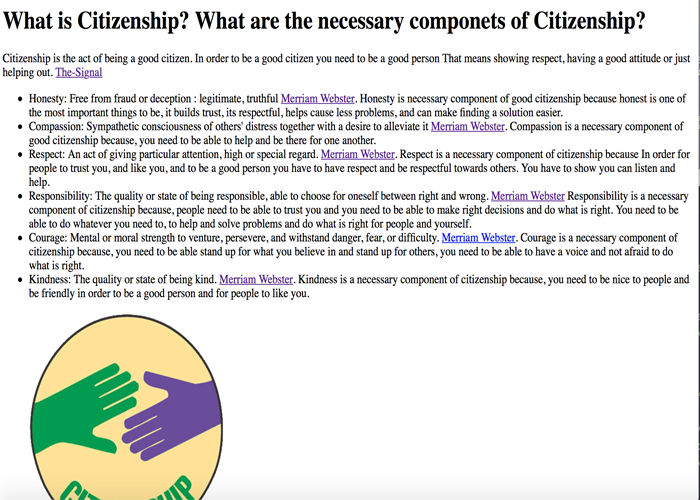 What is Citizenship? What are the necessary componets of Citizenship?
Citizenship is the act of being a good citizen. In order to be a good citizen you need to be a good person That means showing respect, having a good attitude or just
helping out. The-Signal
• Honesty: Free from fraud or deception : legitimate, truthful Merriam Webster. Honesty is necessary component of good citizenship because honest is one of
the most important things to be, it builds trust, its respectful, helps cause less problems, and can make finding a solution easier.
• Compassion: Sympathetic consciousness of others' distress together with a desire to alleviate it Merriam Webster. Compassion is a necessary component of
good citizenship because, you need to be able to help and be there for one another.
• Respect: An act of giving particular attention, high or special regard. Merriam Webster. Respect is a necessary component of citizenship because In order for
people to trust you, and like you, and to be a good person you have to have respect and be respectful towards others. You have to show you can listen and
help.
• Responsibility: The quality or state of being responsible, able to choose for oneself between right and wrong. Merriam Webster Responsibility is a necessary
component of citizenship because, people need to be able to trust you and you need to be able to make right decisions and do what is right. You need to be
able to do whatever you need to, to help and solve problems and do what is right for people and yourself.
• Courage: Mental or moral strength to venture, persevere, and withstand danger, fear, or difficulty. Merriam Webster. Courage is a necessary component of
citizenship because, you need to be able stand up for what you believe in and stand up for others, you need to be able to have a voice and not afraid to do
what is right.
• Kindness: The quality or state of being kind. Merriam Webster. Kindness is a necessary component of citizenship because, you need to be nice to people and
be friendly in order to be a good person and for people to like you.